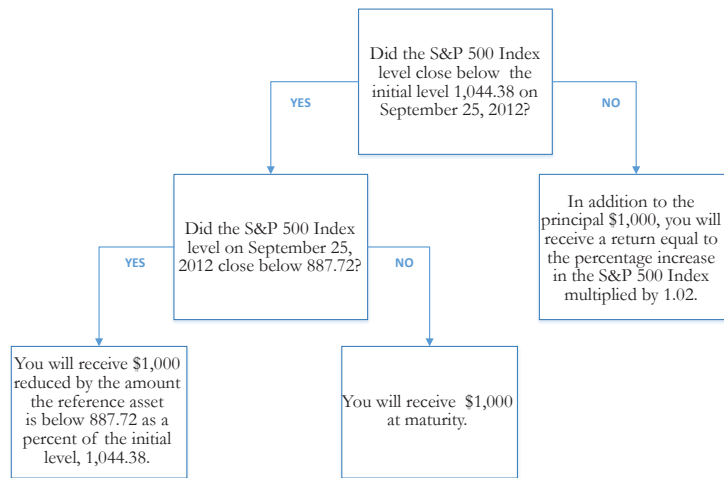 Did the S&P 500 Index
level close below the
initial level 1,044.38 on
September 25, 2012?
YES
NO
Did the S&P 500 Index
level on September 25,
2012 close below 887.72?
In addition to the
principal $1,000, you will
receive a return equal to
the percentage increase
in the S&P 500 Index
multiplied by 1.02.
YES
NO
You will receive $1,000
reduced by the amount
the reference asset
is below 887.72 as a
percent of the initial
level, 1,044.38.
You will receive $1,000
at maturity.